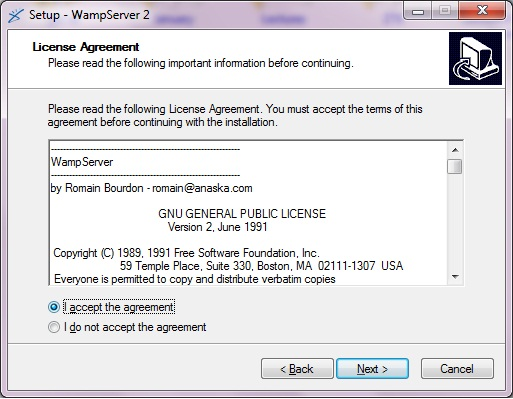 Setup - WampServer 2
License Agreement
Please read the following important information before continuing.
Please read the following License Agreement. You must accept the terms of this
agreement before continuing with the installation.
------------------------------------------------------------
WampServer
------------------------------------------------------------
by Romain Bourdon - romain@anaska.com
GNU GENERAL PUBLIC LICENSE
Version 2, June 1991
Copyright (C) 1989, 1991 Free Software Foundation, Inc.
59 Temple Place, Suite 330, Boston, MA 02111-1307 USA
Everyone is permitted to copy and distribute verbatim copies
I accept the agreement
I do not accept the agreement
< Back
Next >
Cancel